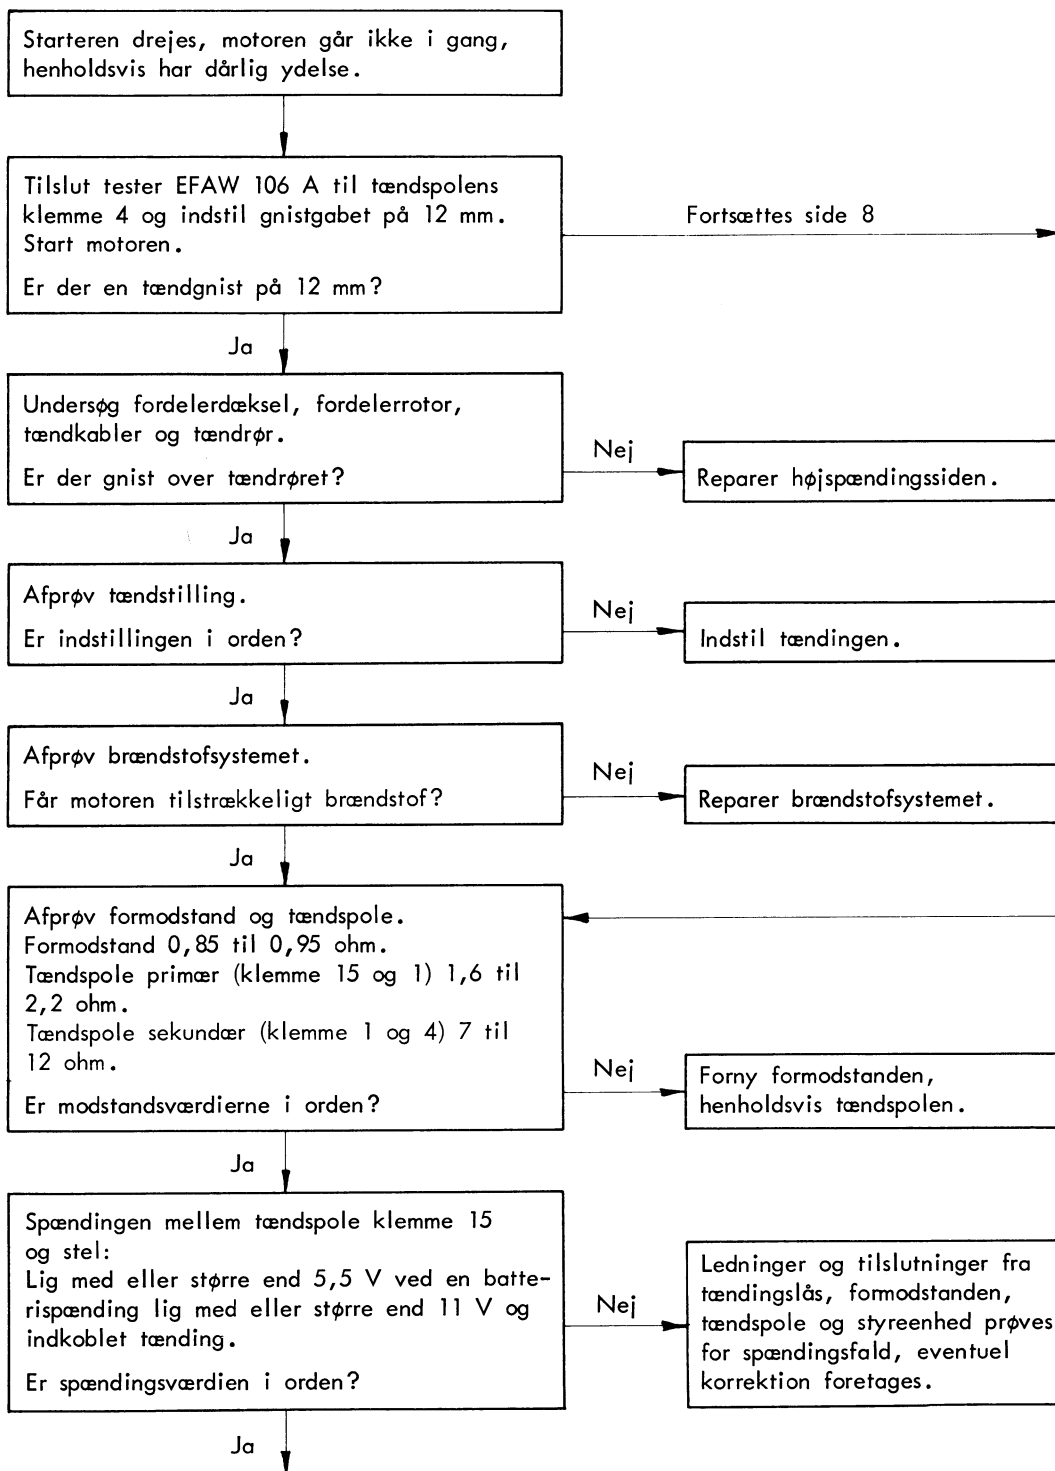 Starteren drejes, motoren går ikke i gang,
henholdsvis har dårlig ydelse.
Tilslut tester EFAW 106 A til tændspolens
klemme 4 og indstil gnistgabet på 12 mm.
Start motoren.
Er der en tændgnist på 12 mm?
Fortsættes side 8
Ja
Undersøg fordelerdæksel, fordelerrotor,
tændkabler og tændrør.
Er der gnist over tændrøret?
Nej
Reparer højspændingssiden.
Ja
Afprøv tændstilling.
Er indstillingen i orden?
Nej
Indstil tændingen.
Ja
Afprøv brændstofsystemet.
Får motoren tilstrækkeligt brændstof?
Nej
Reparer brændstofsystemet.
Ja
Afprøv formodstand og tændspole.
Formodstand 0,85 til 0,95 ohm.
Tændspole primær (klemme 15 og 1) 1,6 til
2,2 ohm.
Tændspole sekundær (klemme 1 og 4) 7 til
12 ohm.
Er modstandsværdierne i orden?
Nej
Forny formodstanden,
henholdsvis tændspolen.
Ja
Spændingen mellem tændspole klemme 15
og stel:
Lig med eller større end 5,5 V ved en batte-
rispænding lig med eller større end 11 V og
indkoblet tænding.
Er spændingsværdien i orden?
Nej
Ledninger og tilslutninger fra
tændingslås, formodstanden,
tændspole og styreenhed prøves
for spændingsfald, eventuel
korrektion foretages.
Ja